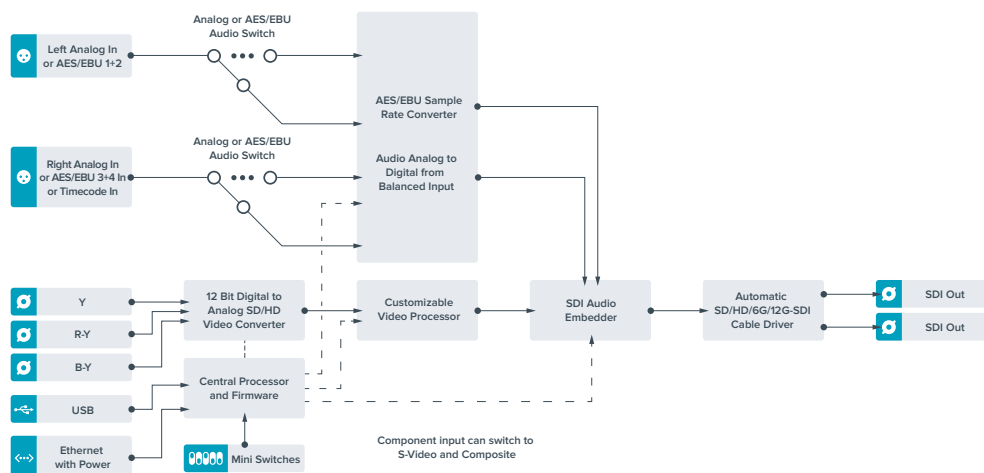 Analog or AES/EBU
Audio Switch
Left Analog In
or AES/EBU 1+2
AES/EBU Sample
Rate Converter
Analog or AES/EBU
Audio Switch
Right Analog In
or AES/EBU 3+4 In
or Timecode In
Audio Analog to
Digital from
Balanced Input
Y
R-Y
B-Y
12 Bit Digital to
Analog SD/HD
Video Converter
Customizable
Video Processor
SDI Audio
Embedder
Automatic
SD/HD/6G/12G-SDI
Cable Driver
SDI Out
SDI Out
Central Processor
and Firmware
USB
Ethernet
with Power
Mini Switches
Component input can switch to
S-Video and Composite